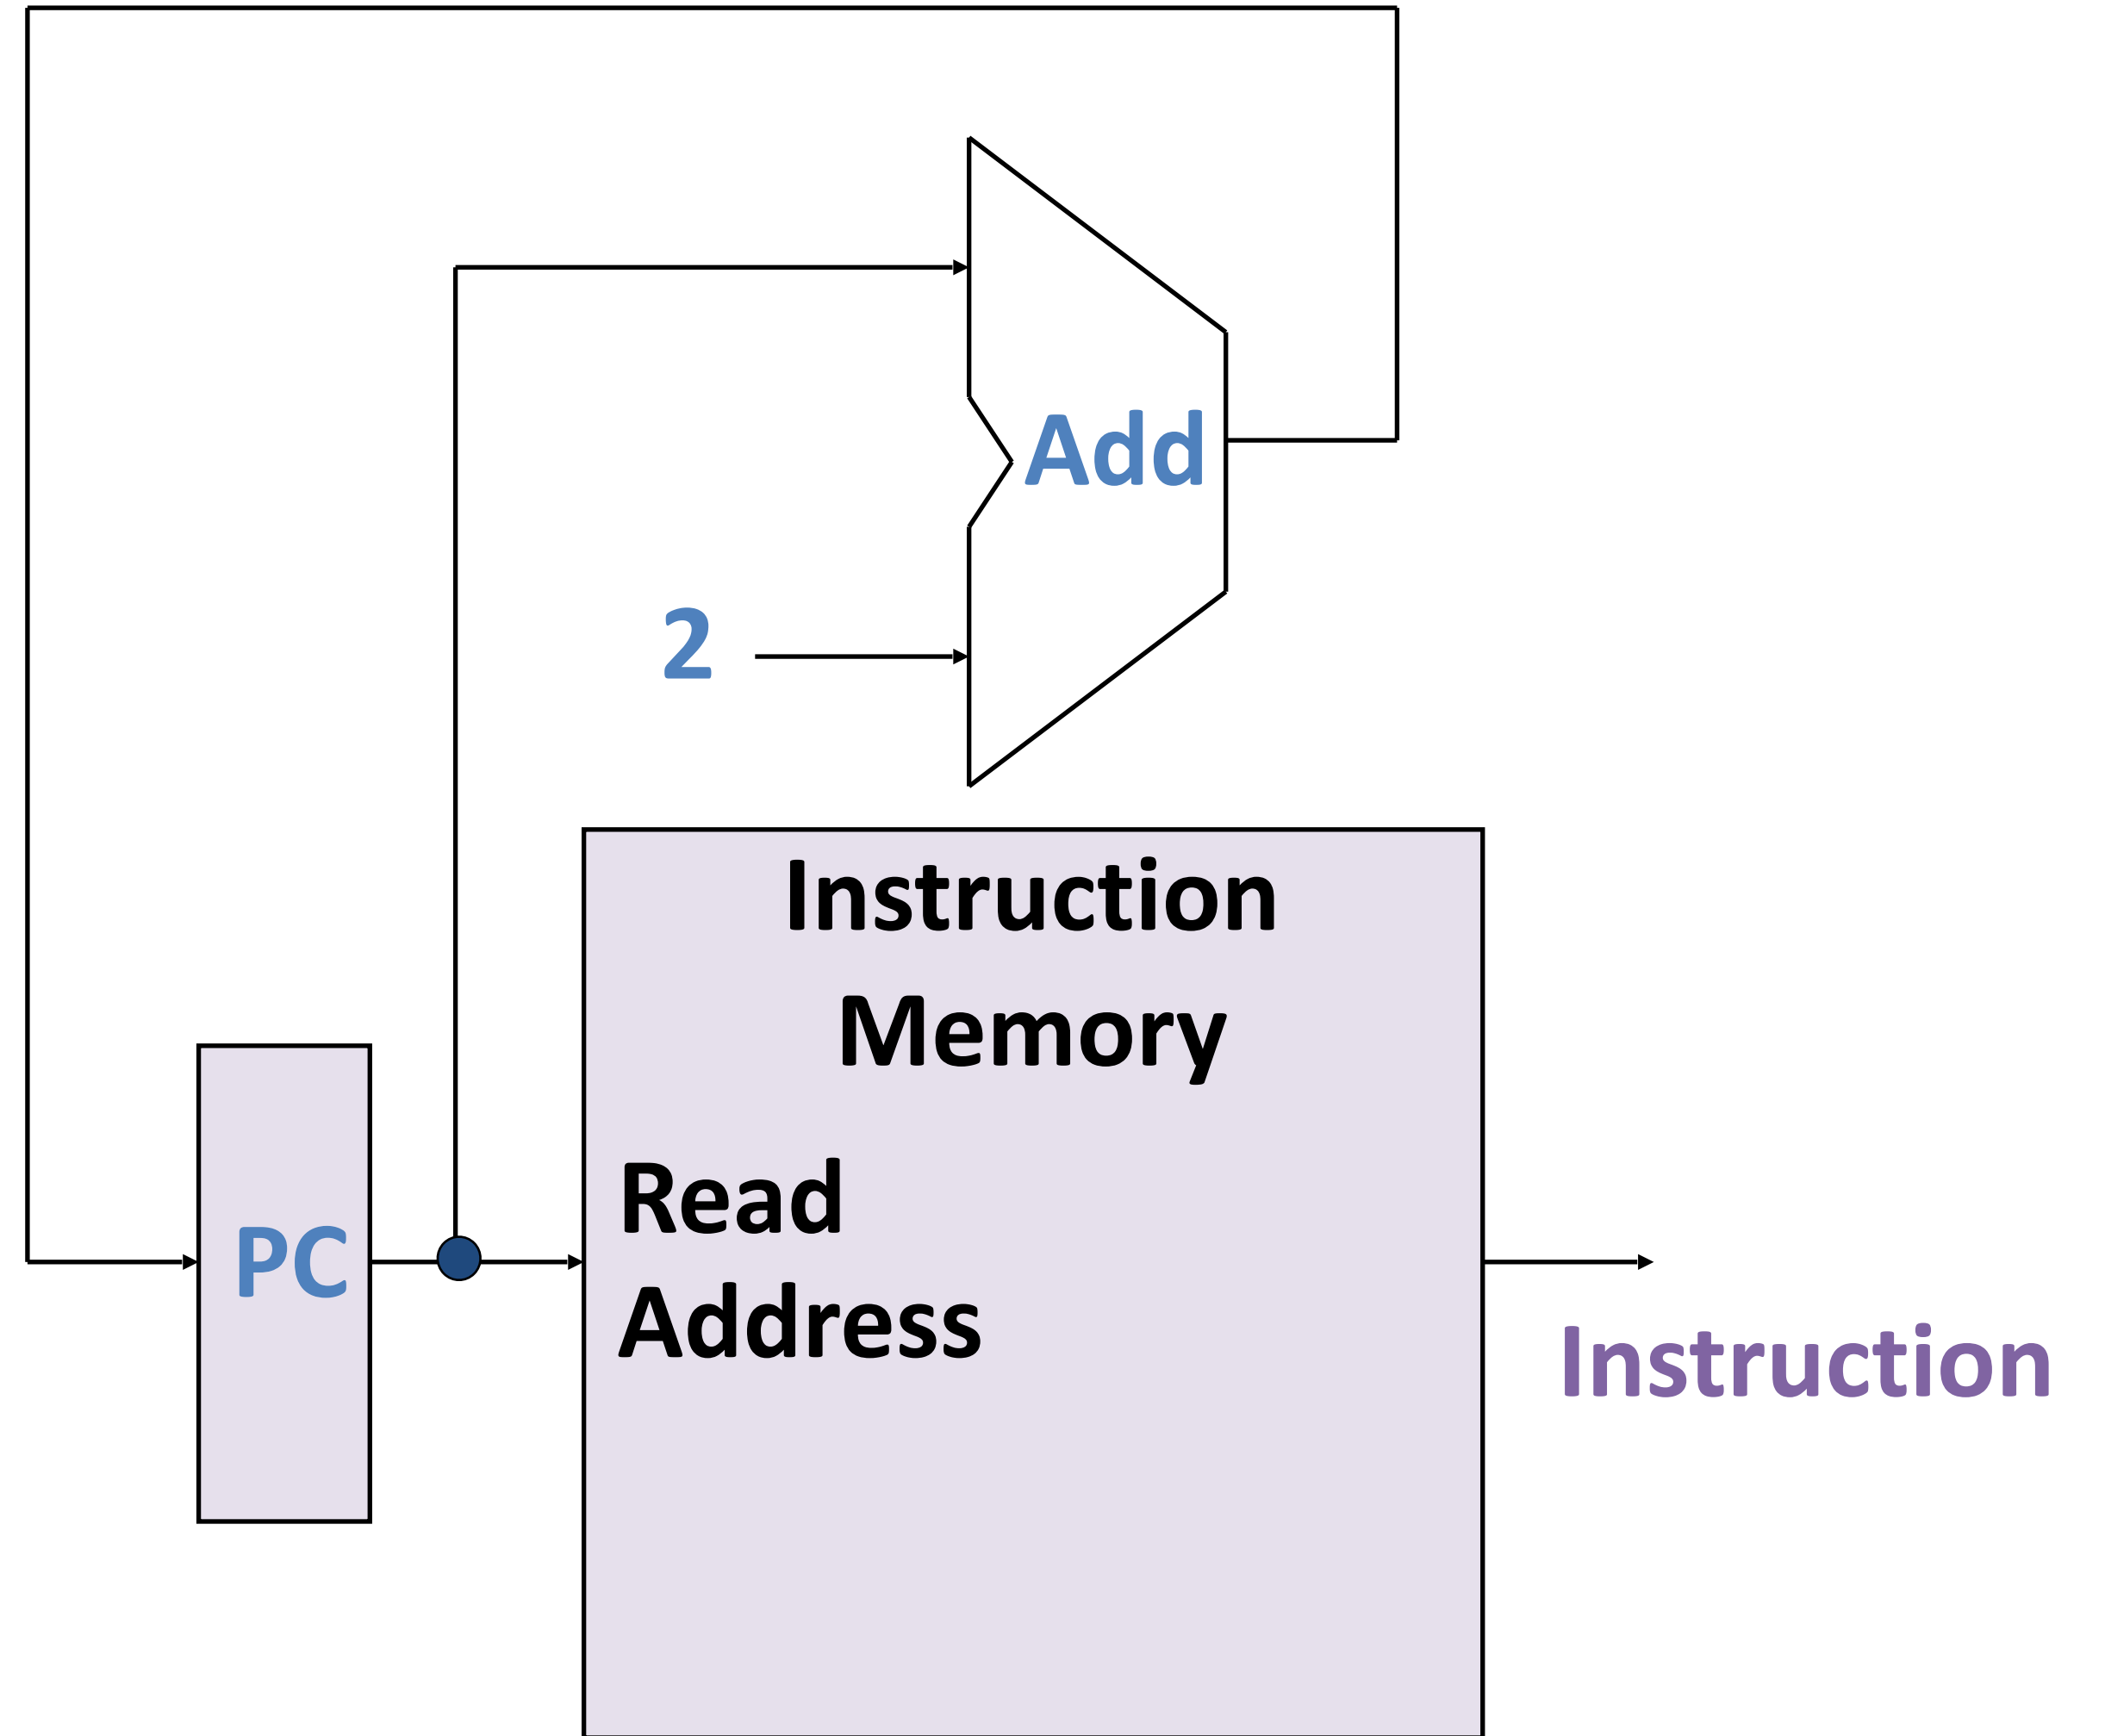 Add
2
Instruction
Memory
Read
Address
PC
Instruction